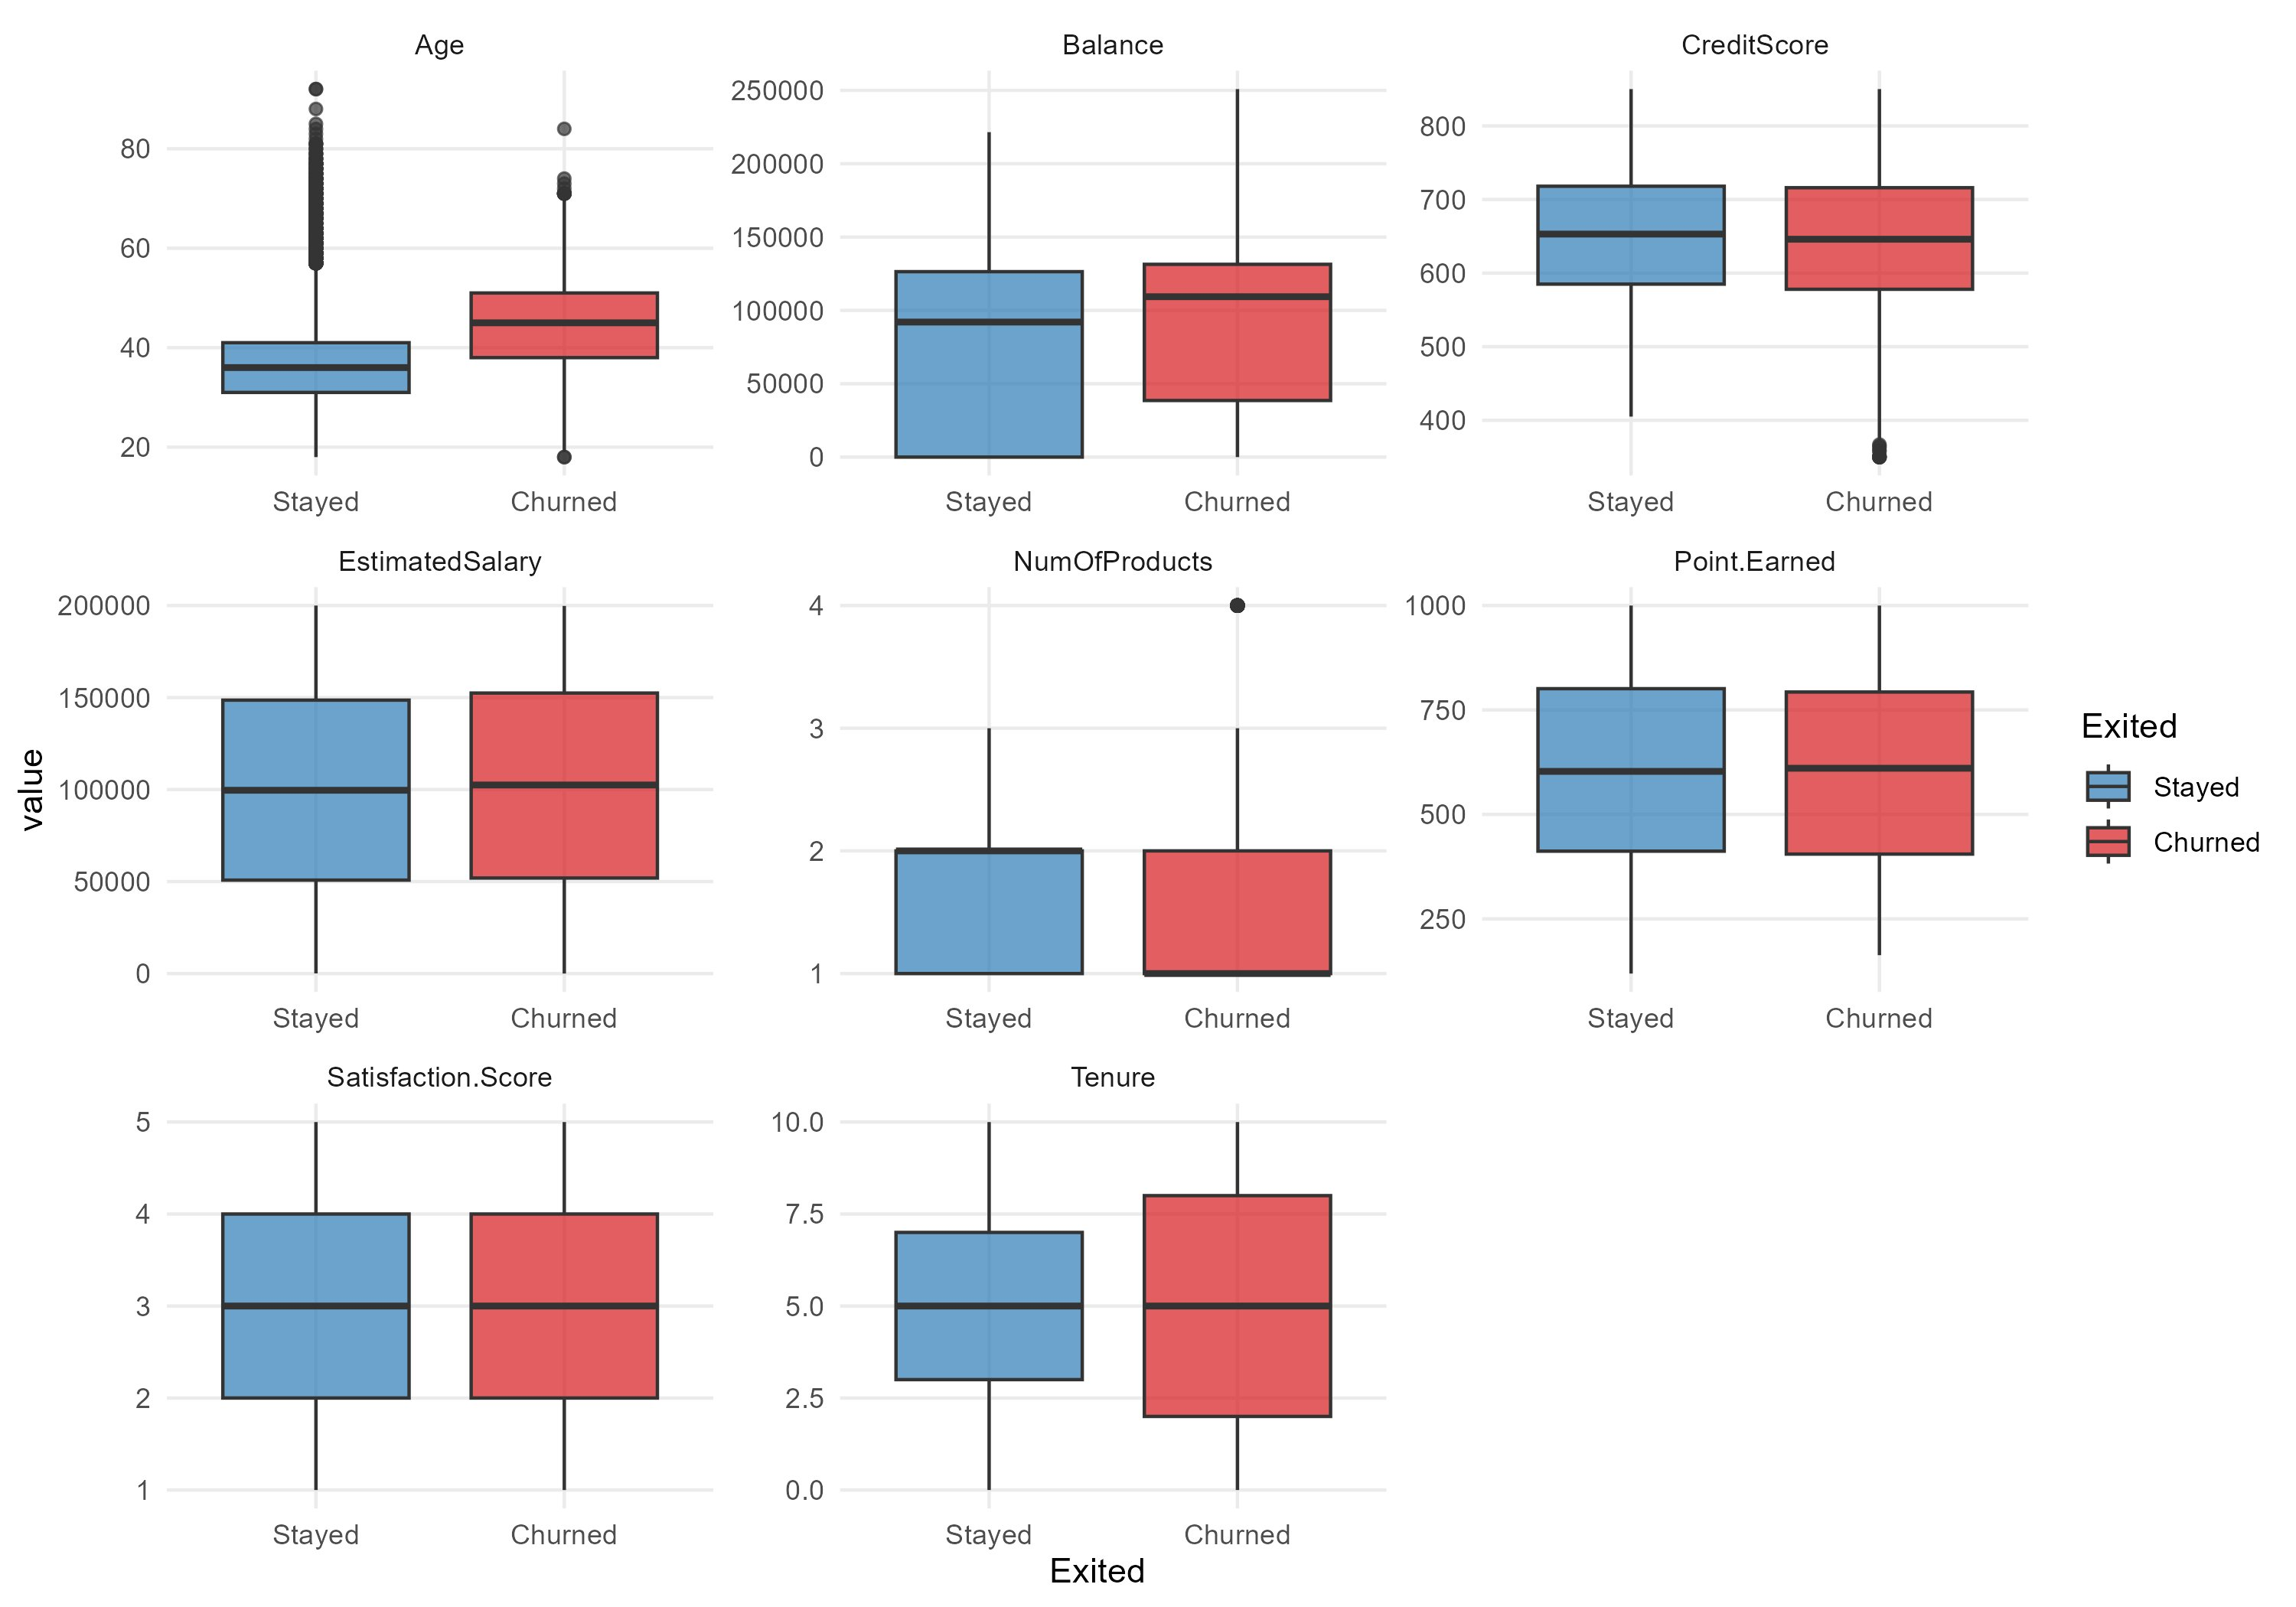 Age
Balance
CreditScore
80
60
40
20
250000
200000
150000
100000
50000
0
800
700
600
500
400
Stayed
Churned
Stayed
Churned
Stayed
Churned
EstimatedSalary
NumOfProducts
Point.Earned
200000
150000
100000
50000
0
4
3
2
1
1000
750
500
250
Stayed
Churned
Stayed
Churned
Stayed
Churned
Satisfaction.Score
Tenure
5
4
3
2
1
10.0
7.5
5.0
2.5
0.0
Stayed
Churned
Stayed
Churned
value
Exited
Exited
Stayed
Churned